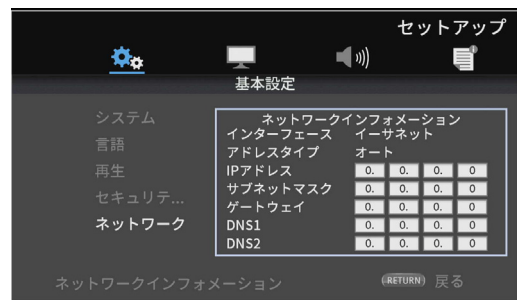 セットアップ
基本設定
システム
言語
再生
セキュリテ...
ネットワーク
ネットワークインフォメーション
インターフェース イーサネット
アドレスタイプ オート
IPアドレス 0. 0. 0. 0
サブネットマスク 0. 0. 0. 0
ゲートウェイ 0. 0. 0. 0
DNS1 0. 0. 0. 0
DNS2 0. 0. 0. 0
ネットワークインフォメーション RETURN 戻る